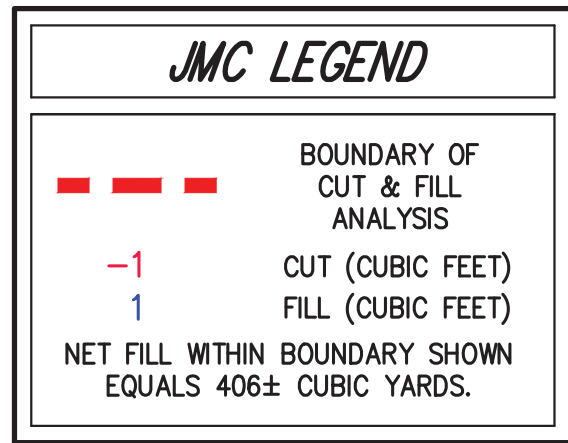 JMC LEGEND
BOUNDARY OF
CUT & FILL
ANALYSIS
-1 CUT (CUBIC FEET)
1 FILL (CUBIC FEET)
NET FILL WITHIN BOUNDARY SHOWN
EQUALS 406± CUBIC YARDS.